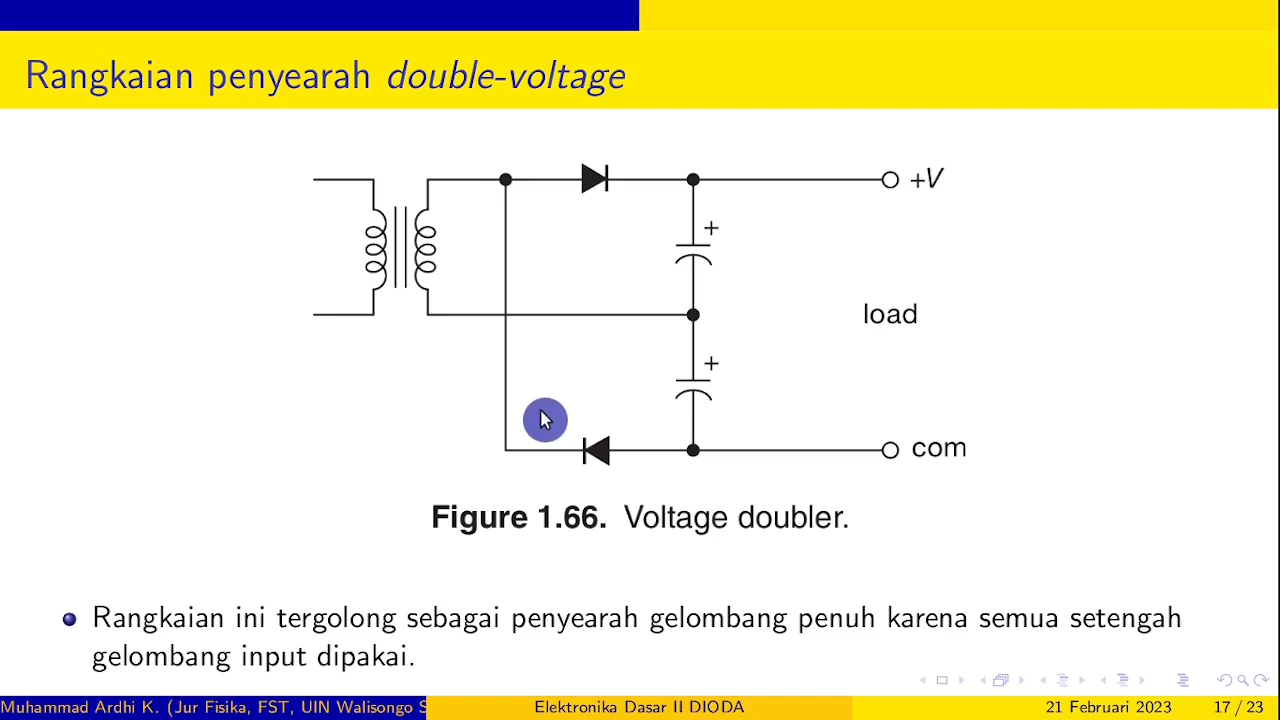 Rangkaian penyearah double-voltage
+V
+
load
+
com
Figure 1.66. Voltage doubler.
Rangkaian ini tergolong sebagai penyearah gelombang penuh karena semua setengah
gelombang input dipakai.
Muhammad Ardhi K. (Jur Fisika, FST, UIN Walisongo S
Elektronika Dasar II DIODA
21 Februari 2023
17 / 23